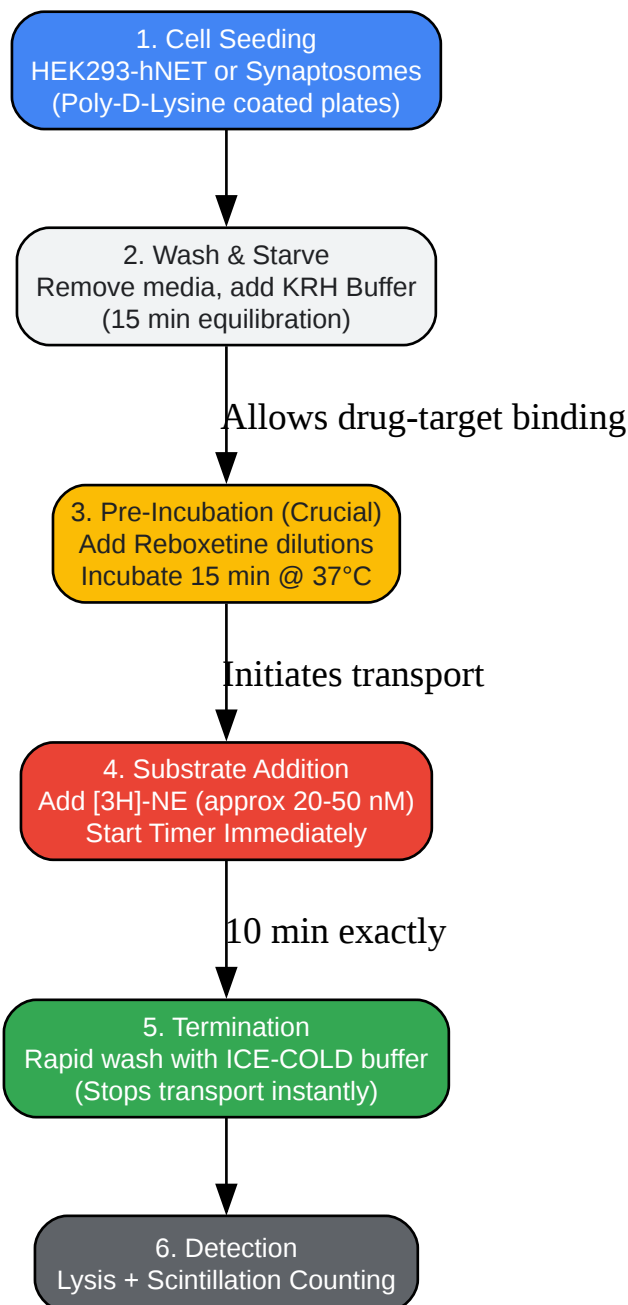 1. Cell Seeding
HEK293-hNET or Synaptosomes
(Poly-D-Lysine coated plates)
2. Wash & Starve
Remove media, add KRH Buffer
(15 min equilibration)
Allows drug-target binding
3. Pre-Incubation (Crucial)
Add Reboxetine dilutions
Incubate 15 min @ 37°C
Initiates transport
4. Substrate Addition
Add [3H]-NE (approx 20-50 nM)
Start Timer Immediately
10 min exactly
5. Termination
Rapid wash with ICE-COLD buffer
(Stops transport instantly)
6. Detection
Lysis + Scintillation Counting